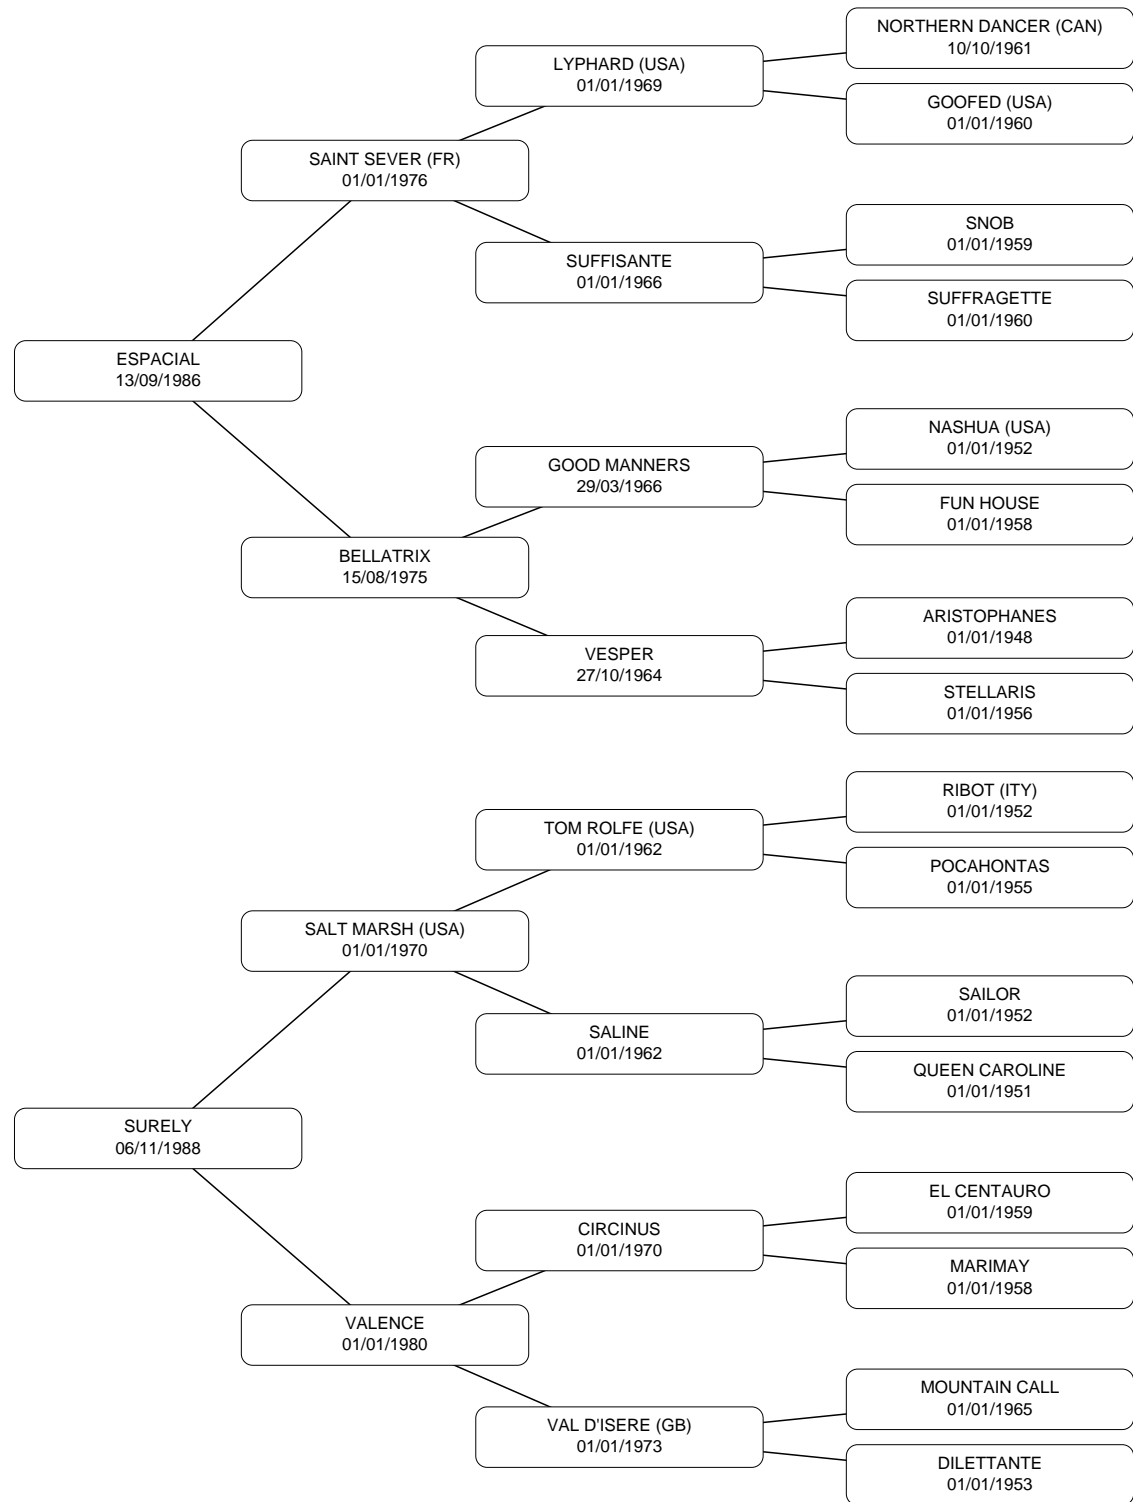 NORTHERN DANCER (CAN)
10/10/1961
LYPHARD (USA)
01/01/1969
GOOFED (USA)
01/01/1960
SAINT SEVER (FR)
01/01/1976
SNOB
01/01/1959
SUFFISANTE
01/01/1966
SUFFRAGETTE
01/01/1960
ESPACIAL
13/09/1986
NASHUA (USA)
01/01/1952
GOOD MANNERS
29/03/1966
FUN HOUSE
01/01/1958
BELLATRIX
15/08/1975
ARISTOPHANES
01/01/1948
VESPER
27/10/1964
STELLARIS
01/01/1956
RIBOT (ITY)
01/01/1952
TOM ROLFE (USA)
01/01/1962
POCAHONTAS
01/01/1955
SALT MARSH (USA)
01/01/1970
SAILOR
01/01/1952
SALINE
01/01/1962
QUEEN CAROLINE
01/01/1951
SURELY
06/11/1988
EL CENTAURO
01/01/1959
CIRCINUS
01/01/1970
MARIMAY
01/01/1958
VALENCE
01/01/1980
MOUNTAIN CALL
01/01/1965
VAL D'ISERE (GB)
01/01/1973
DILETTANTE
01/01/1953